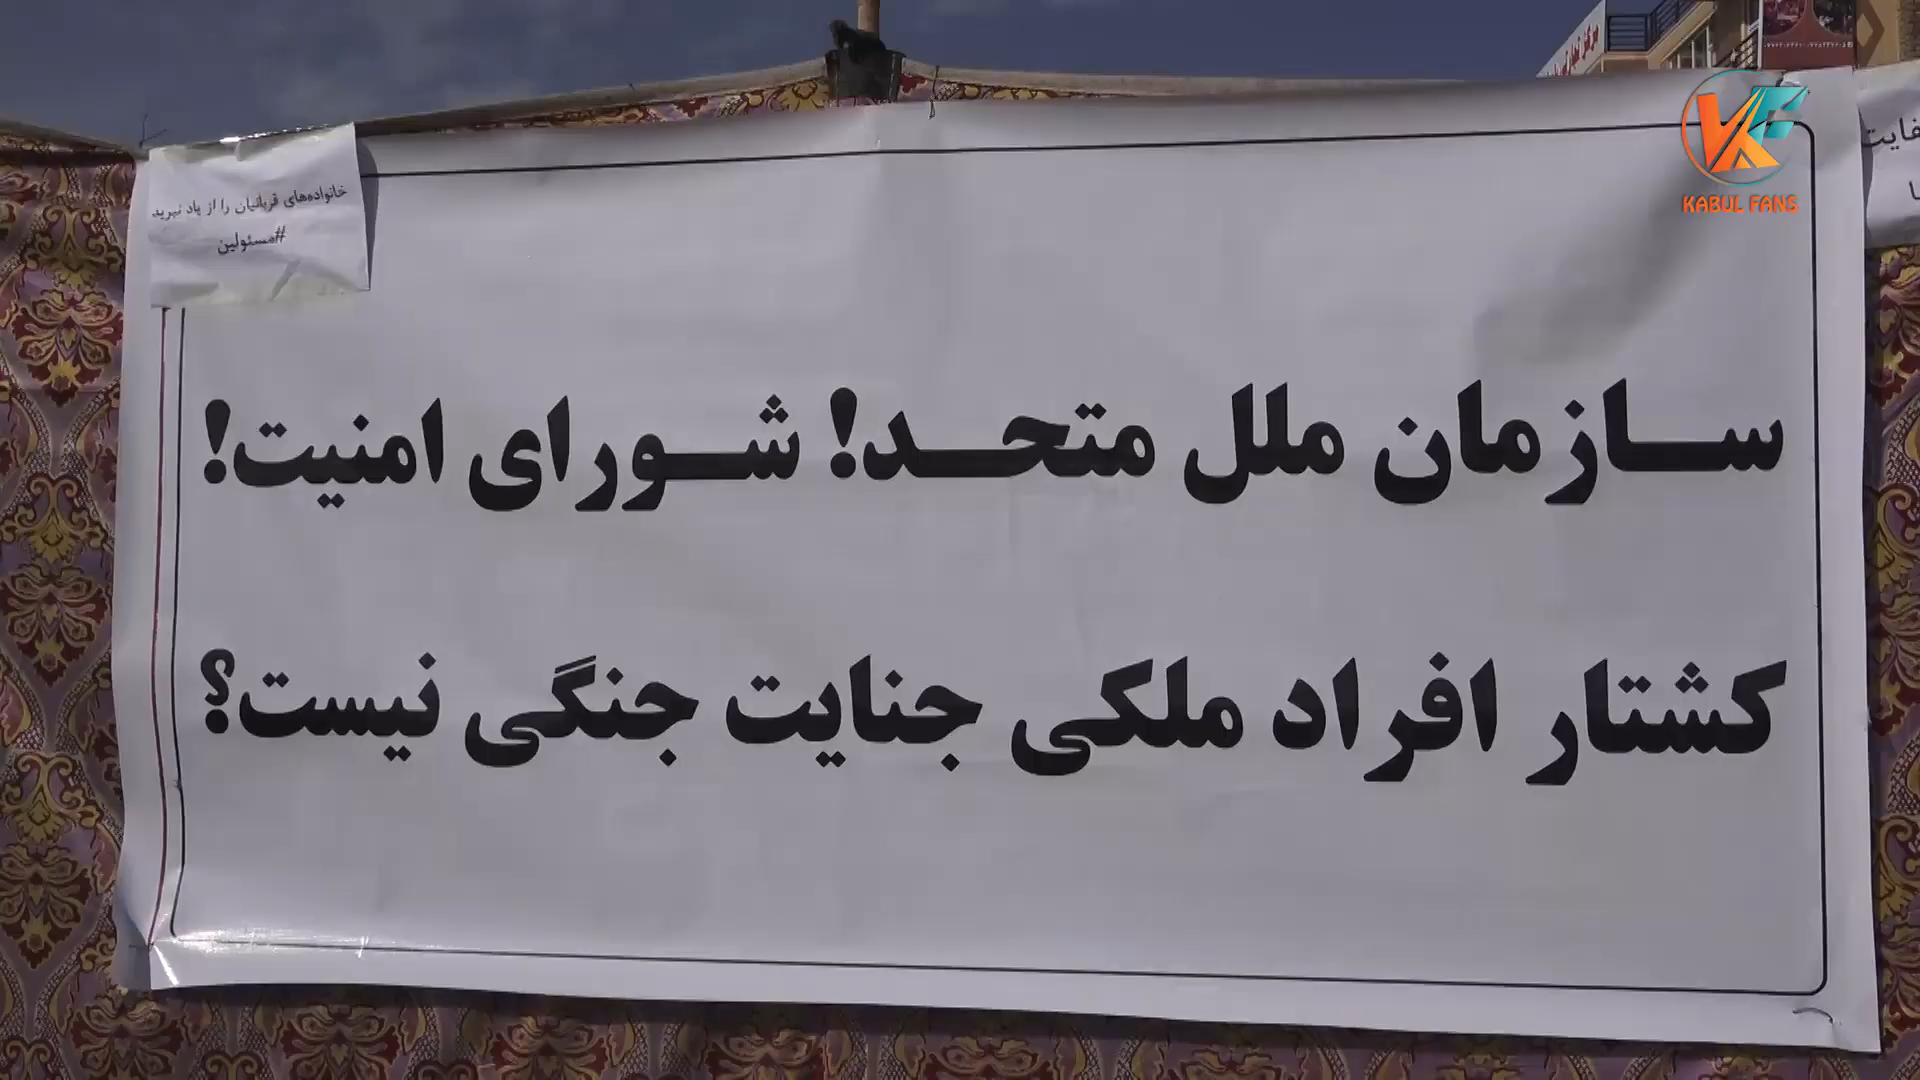 خانواده‌های قربانیان را از یاد نبرید
#مسئولین
سازمان ملل متحد! شورای امنیت!
کشتار افراد ملکی جنایت جنگی نیست؟
KABUL FANS